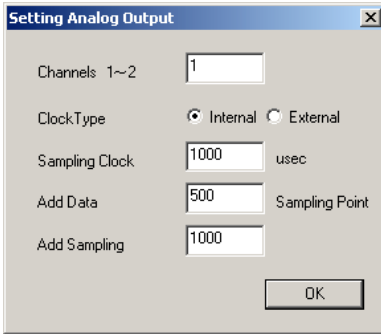 Setting Analog Output
Channels 1~2 1
ClockType Internal External
Sampling Clock 1000 usec
Add Data 500 Sampling Point
Add Sampling 1000
OK